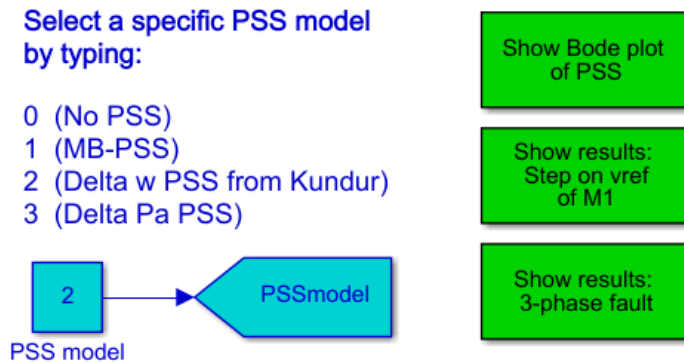 Select a specific PSS model
by typing:
0 (No PSS)
1 (MB-PSS)
2 (Delta w PSS from Kundur)
3 (Delta Pa PSS)
2
PSSmodel
PSS model
Show Bode plot
of PSS
Show results:
Step on vref
of M1
Show results:
3-phase fault